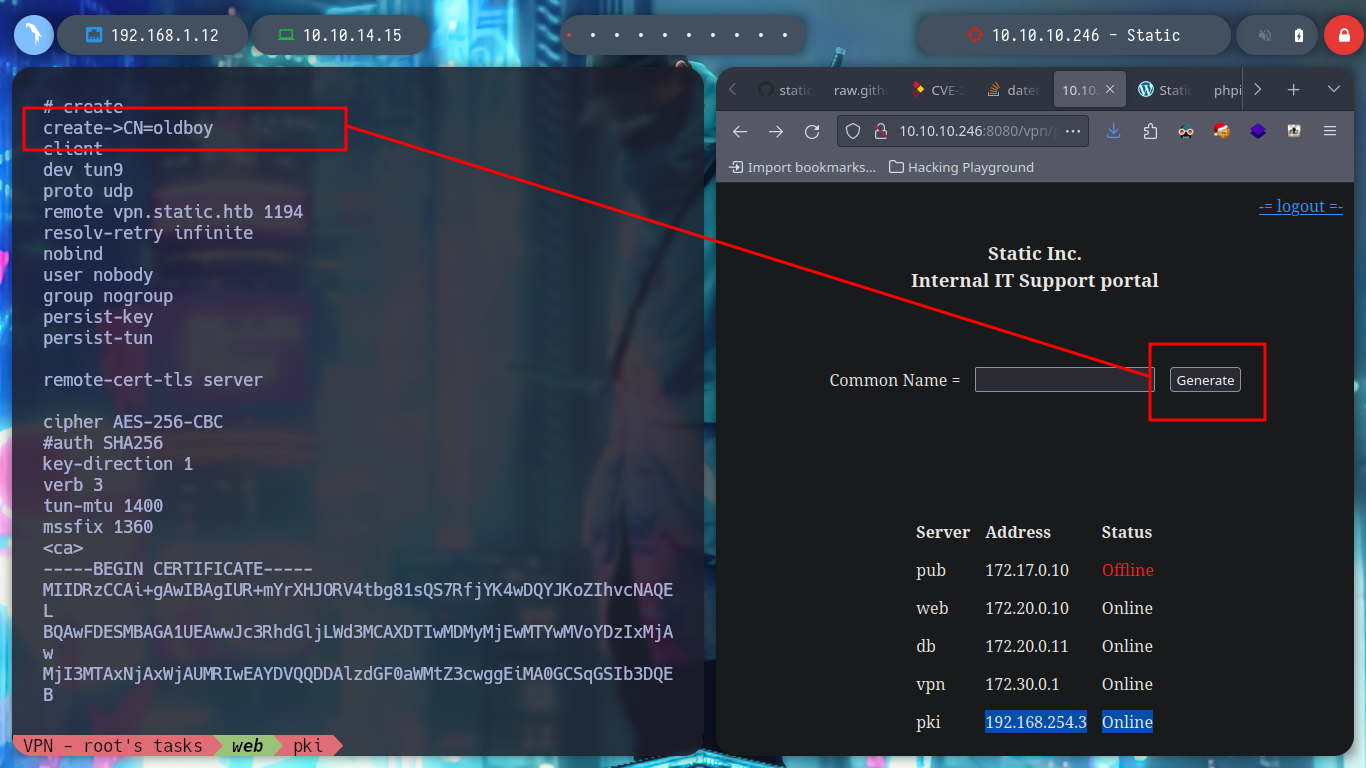 192.168.1.12
10.10.14.15
10.10.10.246 - Static
# create
create->CN=oldboy
client
dev tun9
proto udp
remote vpn.static.htb 1194
resolv-retry infinite
nobind
user nobody
group nogroup
persist-key
persist-tun
remote-cert-tls server
cipher AES-256-CBC
#auth SHA256
key-direction 1
verb 3
tun-mtu 1400
mssfix 1360
<ca>
-----BEGIN CERTIFICATE-----
MIIDRzCCAi+gAwIBAgIUR+mYrXHJORV4tbg81sQS7RfjYK4wDQYJKoZIhvcNAQE
L
BQAwFDESMBAGA1UEAwwJc3RhdGljLWd3MCAXDTIwMDMyMjEwMTYwMVoYDzIxMjA
w
MjI3MTAxNjAxWjAUMRIwEAYDVQQDDAlzdGF0aWMtZ3cwggEiMA0GCSqGSIb3DQE
B
VPN - root's tasks web pki
static raw.gith CVE-2 datet 10.10. Stati phpi
10.10.10.246:8080/vpn/
Import bookmarks... Hacking Playground
-= logout =-
Static Inc.
Internal IT Support portal
Common Name = Generate
Server Address Status
pub 172.17.0.10 Offline
web 172.20.0.10 Online
db 172.20.0.11 Online
vpn 172.30.0.1 Online
pki 192.168.254.3 Online